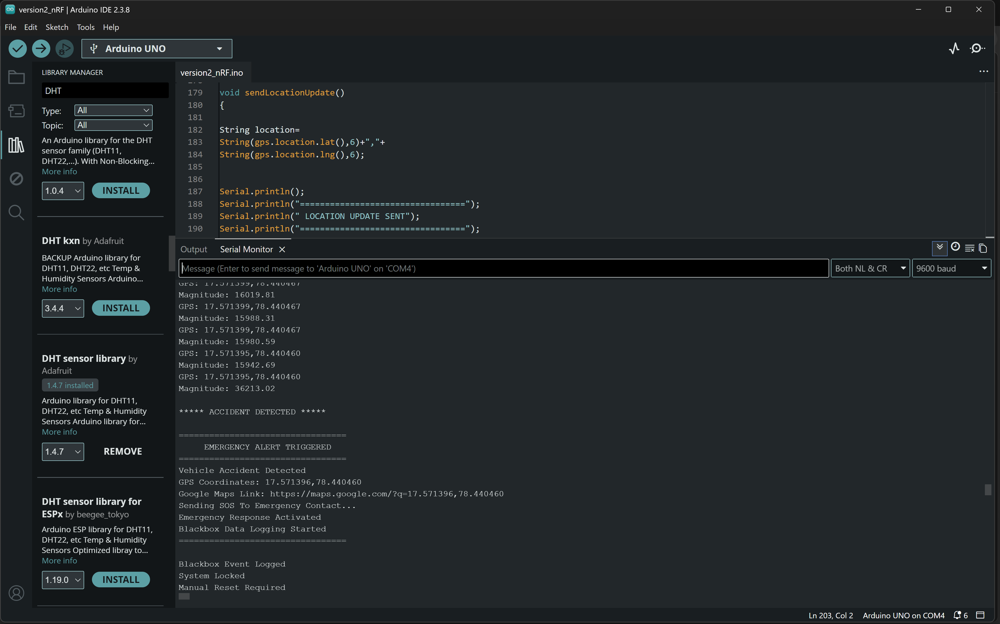 version2_nRF | Arduino IDE 2.3.8
File Edit Sketch Tools Help
Arduino UNO
LIBRARY MANAGER
DHT
Type: All
Topic: All
An Arduino library for the DHT
sensor family (DHT11,
DHT22,...). With Non-Blocking...
More info
1.0.4 INSTALL
DHT kxn by Adafruit
BACKUP Arduino library for
DHT11, DHT22, etc Temp &
Humidity Sensors Arduino...
More info
3.4.4 INSTALL
DHT sensor library by
Adafruit
1.4.7 installed
Arduino library for DHT11,
DHT22, etc Temp & Humidity
Sensors Arduino library for...
More info
1.4.7 REMOVE
DHT sensor library for
ESPx by beegee_tokyo
Arduino ESP library for DHT11,
DHT22, etc Temp & Humidity
Sensors Optimized libray to...
More info
1.19.0 INSTALL
version2_nRF.ino
179 void sendLocationUpdate()
180 {
181
182 String location=
183 String(gps.location.lat(),6)+","+
184 String(gps.location.lng(),6);
185
186
187 Serial.println();
188 Serial.println("=================================");
189 Serial.println(" LOCATION UPDATE SENT");
190 Serial.println("=================================");
Output Serial Monitor
Message (Enter to send message to 'Arduino UNO' on 'COM4')
Both NL & CR
9600 baud
GPS: 17.571399,78.440467
Magnitude: 16019.81
GPS: 17.571399,78.440467
Magnitude: 15988.31
GPS: 17.571399,78.440467
Magnitude: 15980.59
GPS: 17.571395,78.440460
Magnitude: 15942.69
GPS: 17.571395,78.440460
Magnitude: 36213.02
***** ACCIDENT DETECTED *****
=================================
EMERGENCY ALERT TRIGGERED
=================================
Vehicle Accident Detected
GPS Coordinates: 17.571396,78.440460
Google Maps Link: https://maps.google.com/?q=17.571396,78.440460
Sending SOS To Emergency Contact...
Emergency Response Activated
Blackbox Data Logging Started
=================================
Blackbox Event Logged
System Locked
Manual Reset Required
Ln 203, Col 2 Arduino UNO on COM4 6